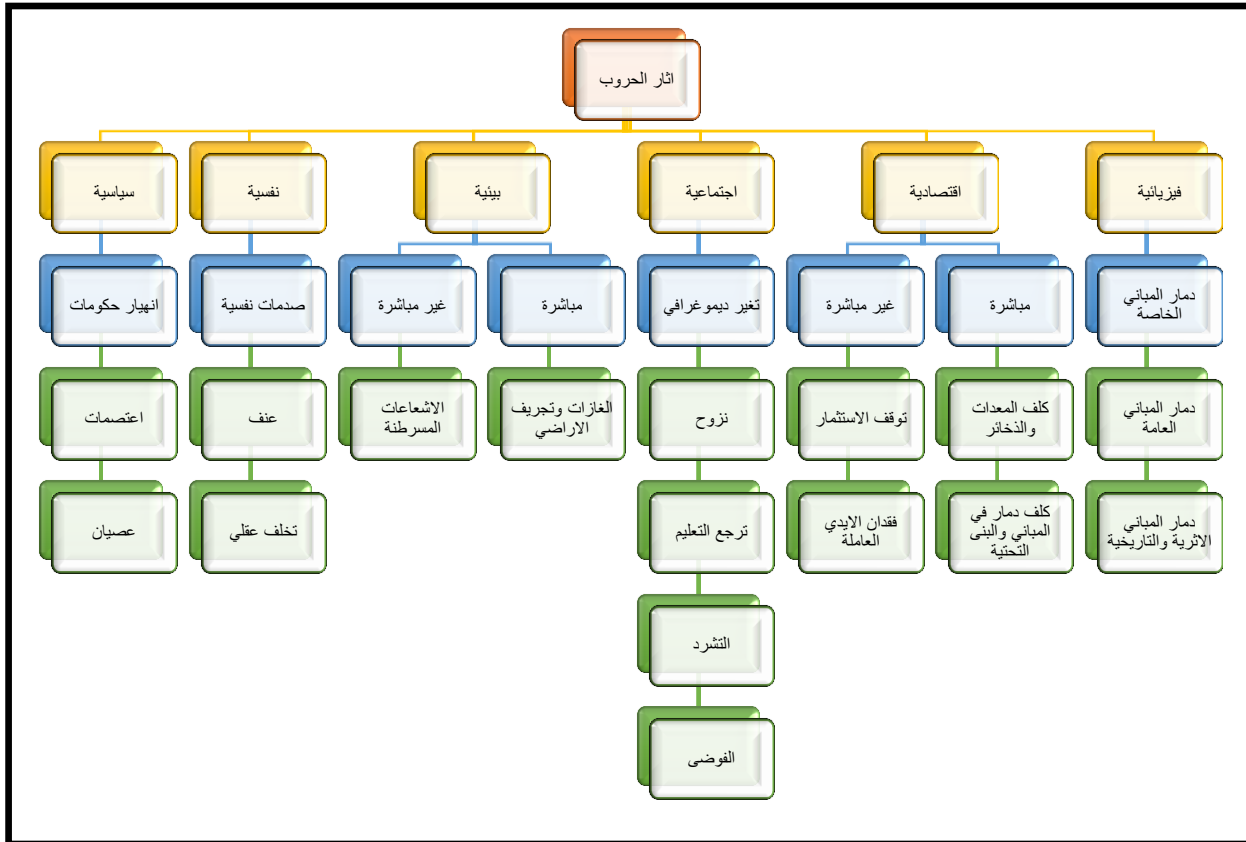 اثار الحروب
فيزيائية
اقتصادية
اجتماعية
بيئية
نفسية
سياسية
دمار المباني
الخاصة
مباشرة
غير مباشرة
تغير ديموغرافي
مباشرة
غير مباشرة
صدمات نفسية
انهيار حكومات
دمار المباني
العامة
كلف المعدات
والذخائر
توقف الاستثمار
نزوح
الغازات وتجريف
الاراضي
الاشعاعات
المسرطنة
عنف
اعتصمات
دمار المباني
الاثرية والتاريخية
كلف دمار في
المباني والبنى
التحتية
فقدان الايدي
العاملة
ترجع التعليم
تخلف عقلي
عصيان
التشرد
الفوضى